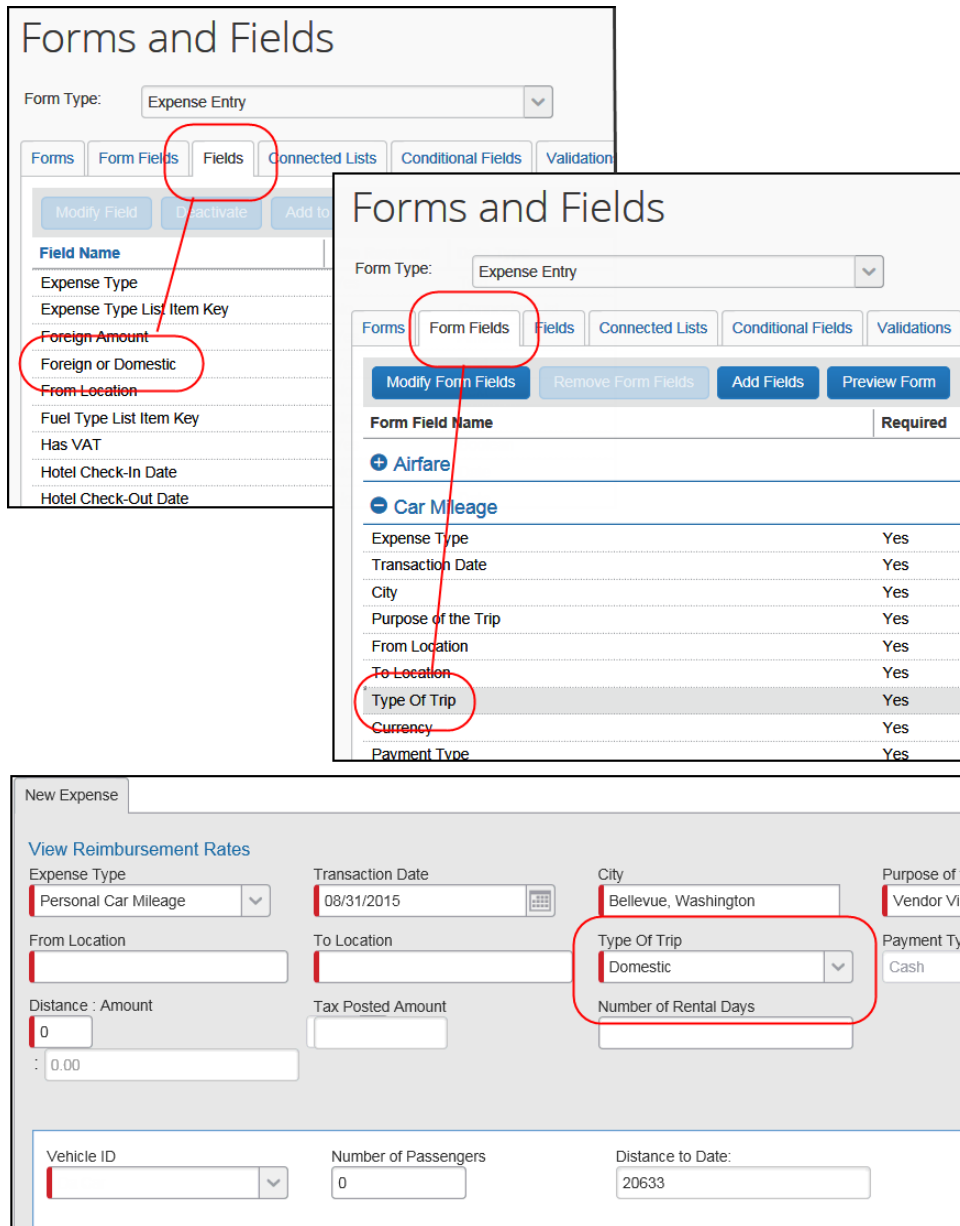 Forms and Fields
Form Type: Expense Entry
Forms Form Fields Fields Connected Lists Conditional Fields Validation
Modify Field Deactivate Add to
Field Name
Expense Type
Expense Type List Item Key
Foreign Amount
Foreign or Domestic
From Location
Fuel Type List Item Key
Has VAT
Hotel Check-In Date
Hotel Check-Out Date
Forms and Fields
Form Type: Expense Entry
Forms Form Fields Fields Connected Lists Conditional Fields Validations
Modify Form Fields Remove Form Fields Add Fields Preview Form
Form Field Name Required
Airfare
Car Mileage
Expense Type Yes
Transaction Date Yes
City Yes
Purpose of the Trip Yes
From Location Yes
To Location Yes
Type Of Trip Yes
Currency Yes
Payment Type Yes
New Expense
View Reimbursement Rates
Expense Type Transaction Date City Purpose of
Personal Car Mileage 08/31/2015 Bellevue, Washington Vendor Vi
From Location To Location Type Of Trip Payment Ty
Domestic Cash
Distance : Amount Tax Posted Amount Number of Rental Days
0
: 0.00
Vehicle ID Number of Passengers Distance to Date:
0 20633